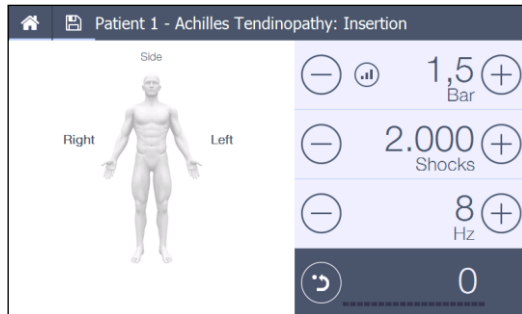 Patient 1 - Achilles Tendinopathy: Insertion
Side
Right
Left
1,5
Bar
2.000
Shocks
8
Hz
0